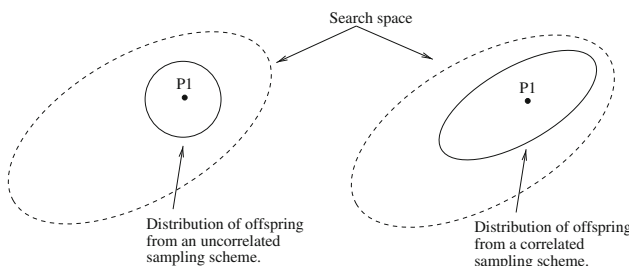 Search space
P1
P1
Distribution of offspring
from an uncorrelated
sampling scheme.
Distribution of offspring
from a correlated
sampling scheme.